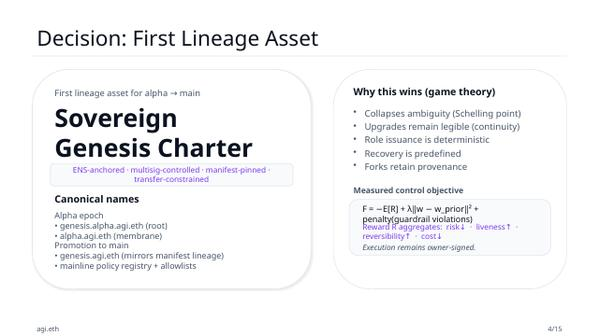 Decision: First Lineage Asset
First lineage asset for alpha → main
Sovereign
Genesis Charter
ENS-anchored · multisig-controlled · manifest-pinned ·
transfer-constrained
Canonical names
Alpha epoch
• genesis.alpha.agi.eth (root)
• alpha.agi.eth (membrane)
Promotion to main
• genesis.agi.eth (mirrors manifest lineage)
• mainline policy registry + allowlists
Why this wins (game theory)
• Collapses ambiguity (Schelling point)
• Upgrades remain legible (continuity)
• Role issuance is deterministic
• Recovery is predefined
• Forks retain provenance
Measured control objective
F = −E[R] + λ‖w − w_prior‖² +
penalty(guardrail violations)
Reward R aggregates: risk↓ · liveness↑ ·
reversibility↑ · cost↓
Execution remains owner-signed.
agi.eth
4/15